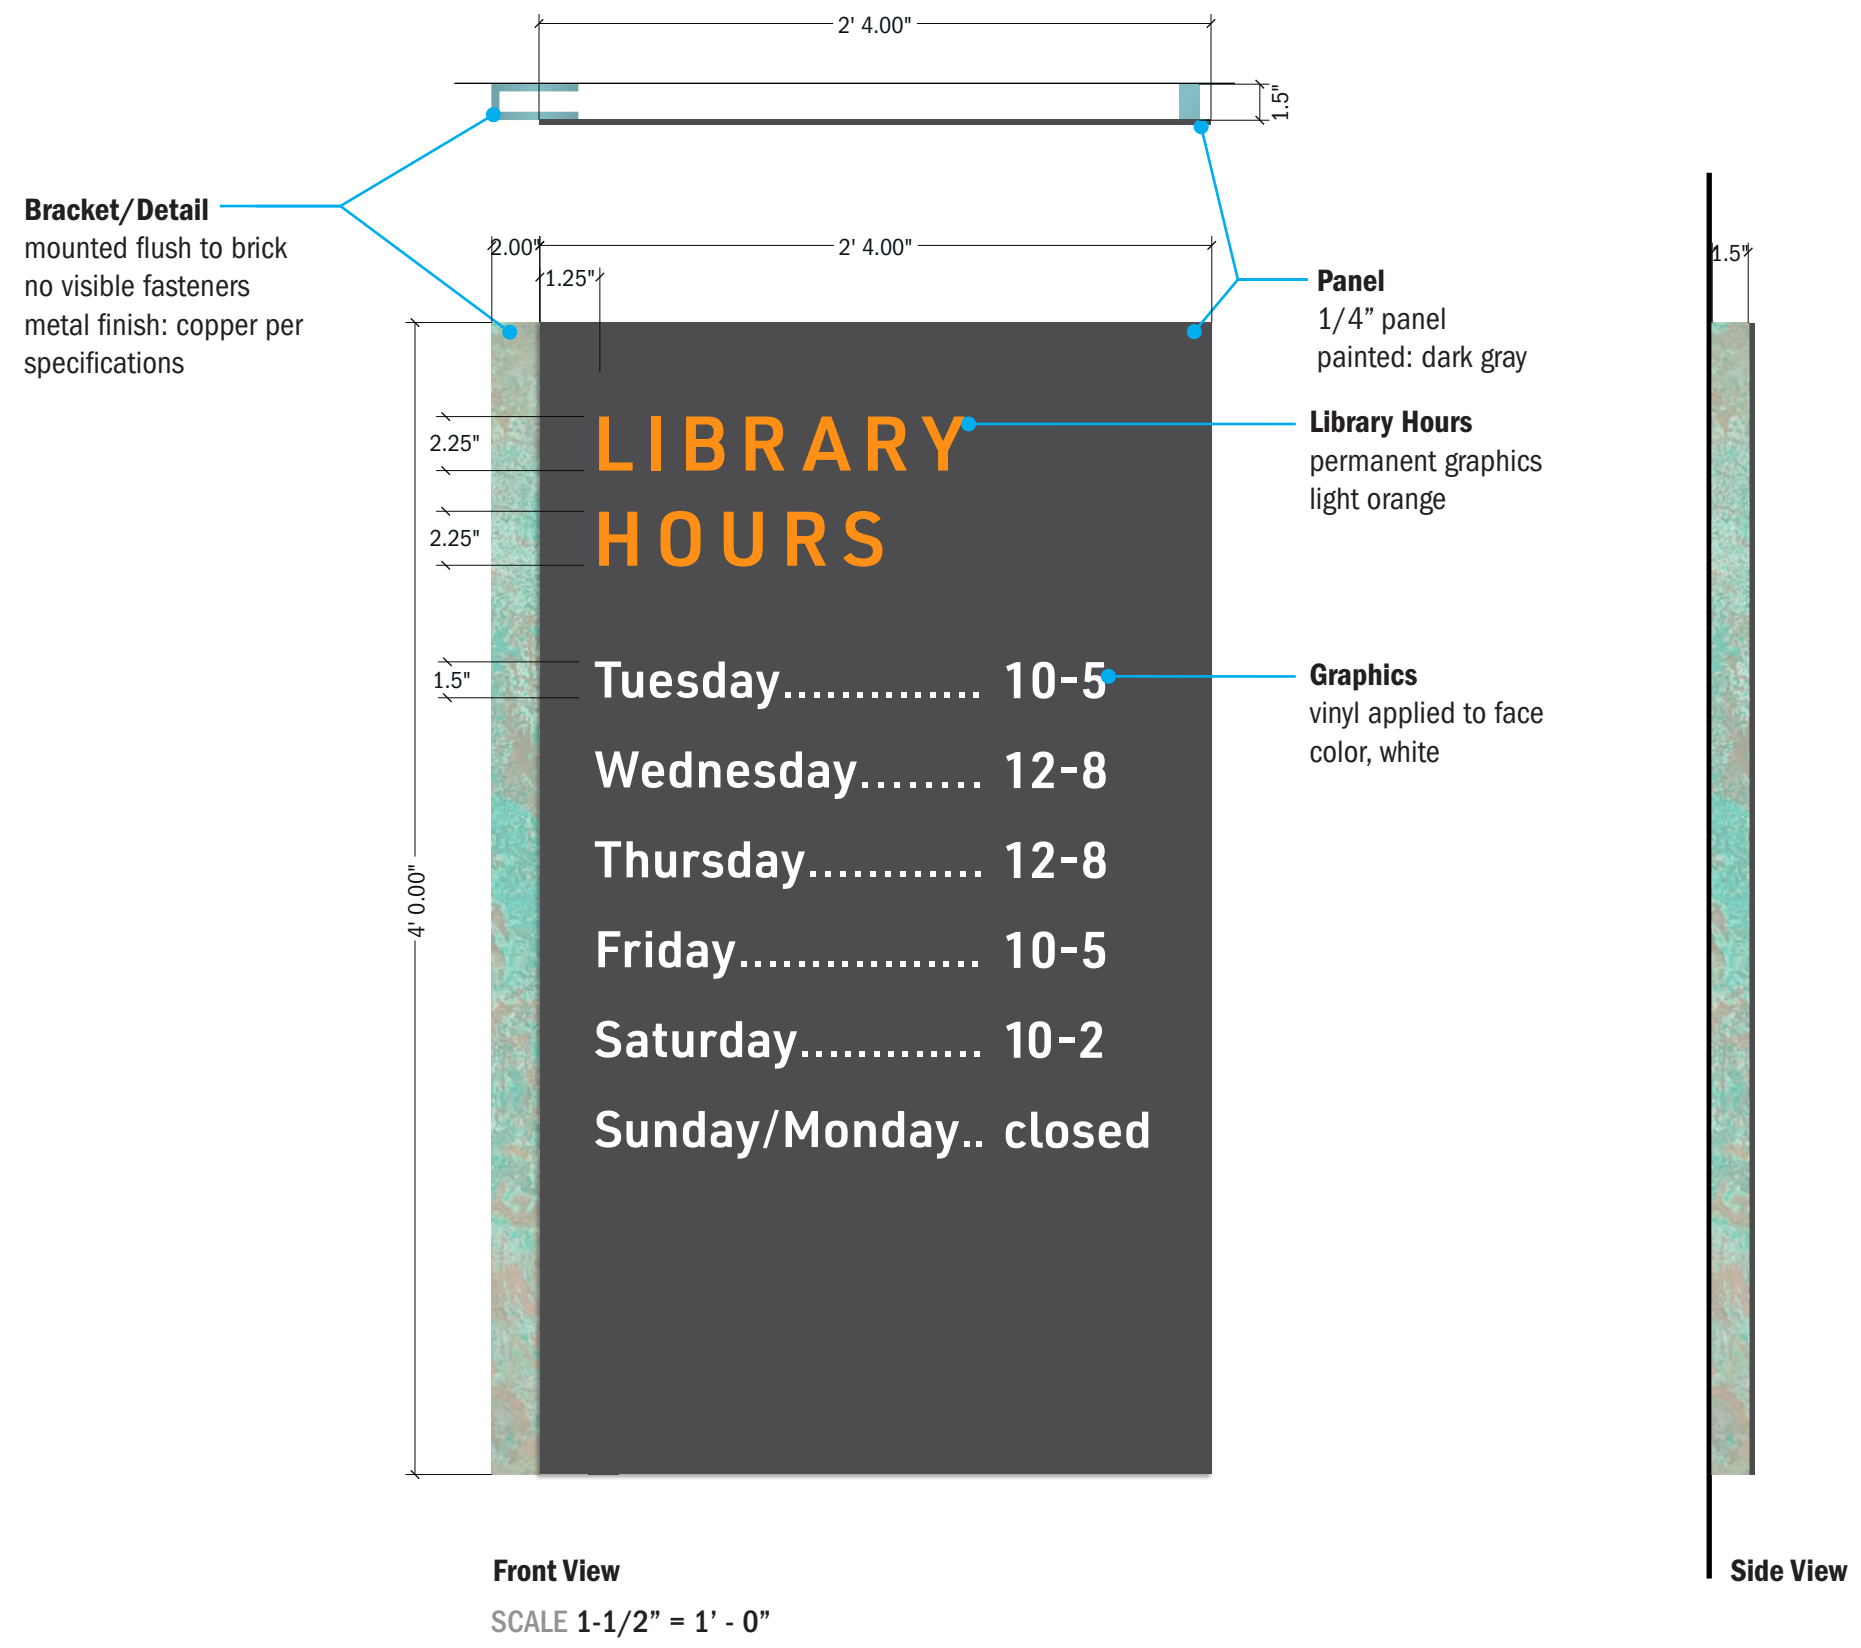 2' 4.00"
1.5"
Bracket/Detail
mounted flush to brick
no visible fasteners
metal finish: copper per
specifications
2.00"
2' 4.00"
1.25"
1.5"
Panel
1/4” panel
painted: dark gray
Library Hours
permanent graphics
light orange
2.25"
LIBRARY
2.25"
HOURS
1.5"
Tuesday.............. 10-5
Graphics
vinyl applied to face
color, white
Wednesday........ 12-8
Thursday............ 12-8
4' 0.00"
Friday................. 10-5
Saturday............. 10-2
Sunday/Monday.. closed
Front View
SCALE 1-1/2” = 1’ - 0”
Side View